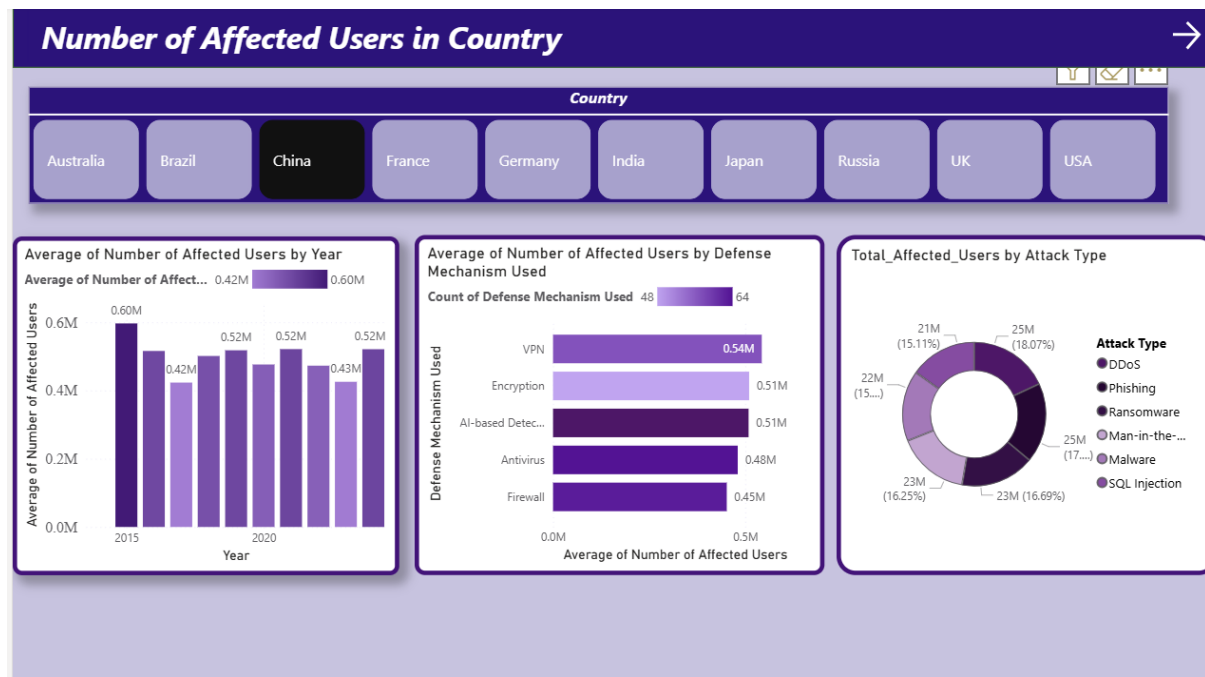 Number of Affected Users in Country
Country
Australia
Brazil
China
France
Germany
India
Japan
Russia
UK
USA
Average of Number of Affected Users by Year
Average of Number of Affect... 0.42M 0.60M
Average of Number of Affected Users
0.6M
0.4M
0.2M
0.0M
0.60M
0.42M
0.52M
0.52M
0.43M
0.52M
2015
2020
Year
Average of Number of Affected Users by Defense
Mechanism Used
Count of Defense Mechanism Used 48 64
Defense Mechanism Used
VPN
0.54M
Encryption
0.51M
AI-based Detec...
0.51M
Antivirus
0.48M
Firewall
0.45M
0.0M
0.5M
Average of Number of Affected Users
Total_Affected_Users by Attack Type
21M
(15.11%)
25M
(18.07%)
22M
(15....)
25M
(17....)
23M
(16.25%)
23M (16.69%)
Attack Type
DDoS
Phishing
Ransomware
Man-in-the-...
Malware
SQL Injection